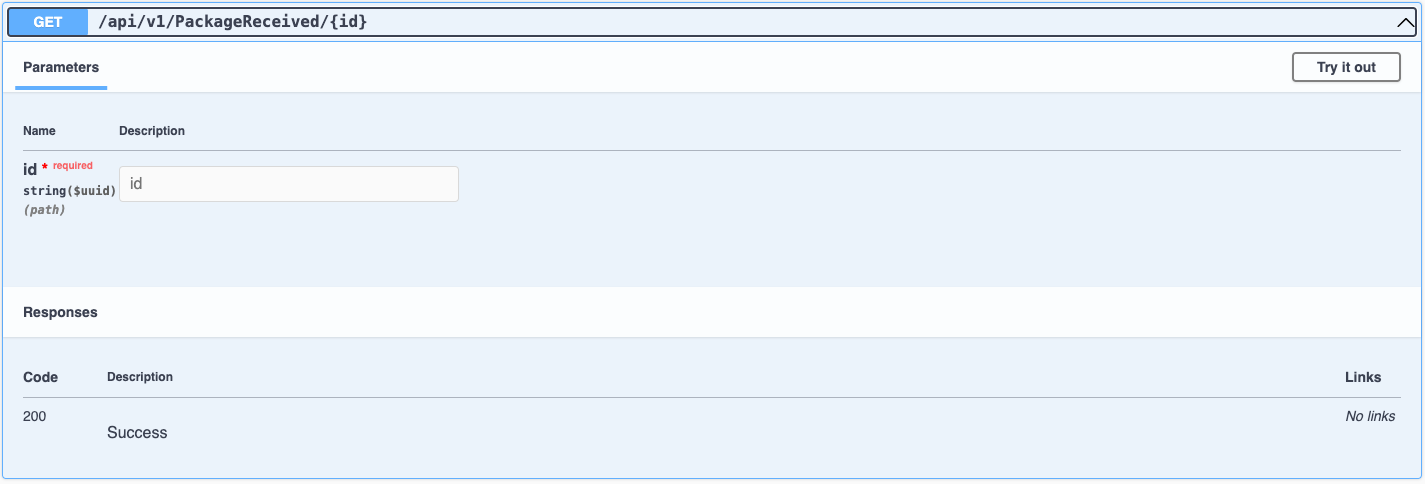 GET /api/v1/PackageReceived/{id}
Parameters
Try it out
Name Description
id * required
string($uuid)
(path)
id
Responses
Code Description Links
200 Success No links